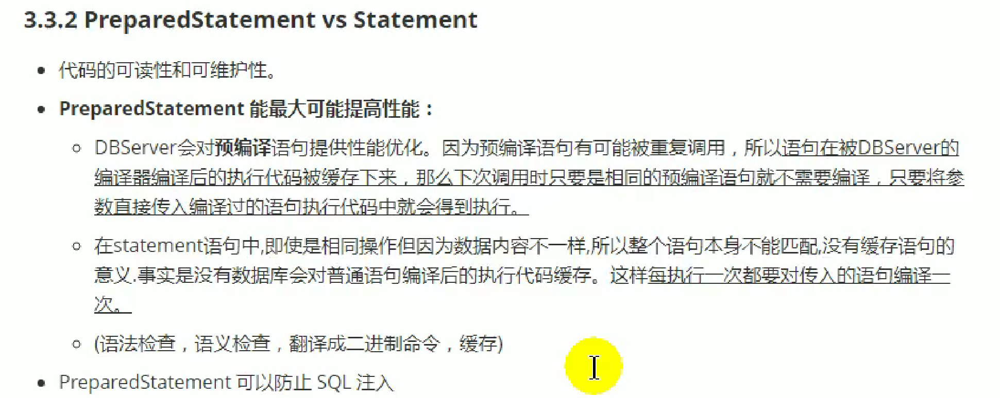 3.3.2 PreparedStatement vs Statement
代码的可读性和可维护性。
PreparedStatement 能最大可能提高性能：
DBServer会对预编译语句提供性能优化。因为预编译语句有可能被重复调用，所以语句在被DBServer的
编译器编译后的执行代码被缓存下来，那么下次调用时只要是相同的预编译语句就不需要编译，只要将参
数直接传入编译过的语句执行代码中就会得到执行。
在statement语句中,即使是相同操作但因为数据内容不一样,所以整个语句本身不能匹配,没有缓存语句的
意义.事实是没有数据库会对普通语句编译后的执行代码缓存。这样每执行一次都要对传入的语句编译一
次。
(语法检查，语义检查，翻译成二进制命令，缓存)
PreparedStatement 可以防止 SQL 注入